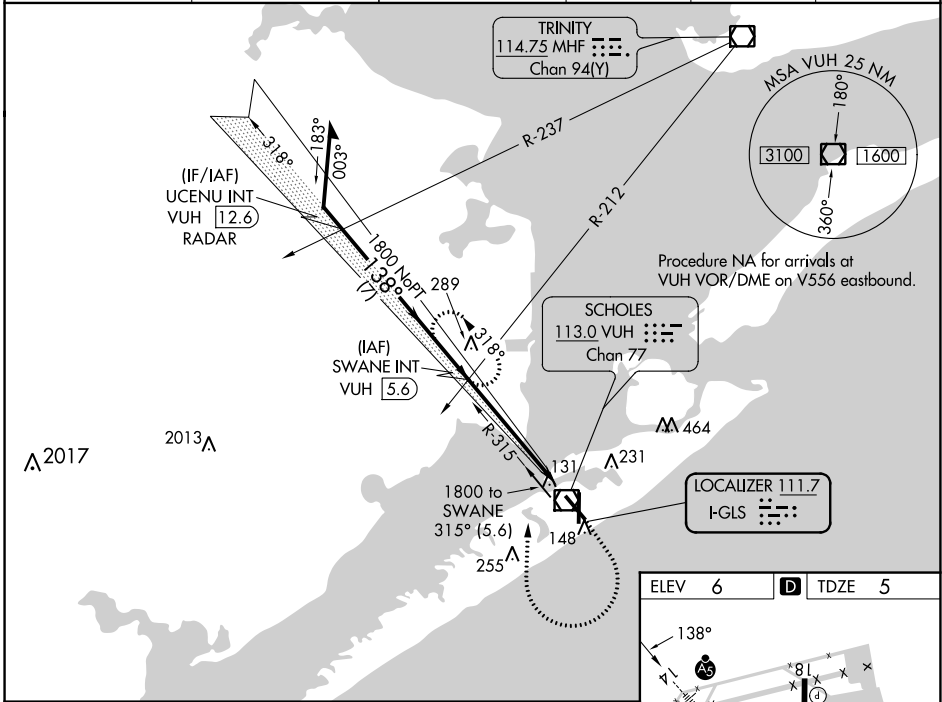 TRINITY
114.75 MHF
Chan 94(Y)
MSA VUH 25 NM
180°
3100
1600
360°
R-237
R-212
318°
183°
003°
(IF/IAF)
UCENU INT
VUH 12.6
RADAR
1800 NoPT
138°
(7)
289
318°
Procedure NA for arrivals at
VUH VOR/DME on V556 eastbound.
SCHOLES
113.0 VUH
Chan 77
(IAF)
SWANE INT
VUH 5.6
R-315
2017
2013
464
231
131
1800 to
SWANE
315° (5.6)
148
255
LOCALIZER 111.7
I-GLS
ELEV 6 D TDZE 5
138°
A5
14
18
P